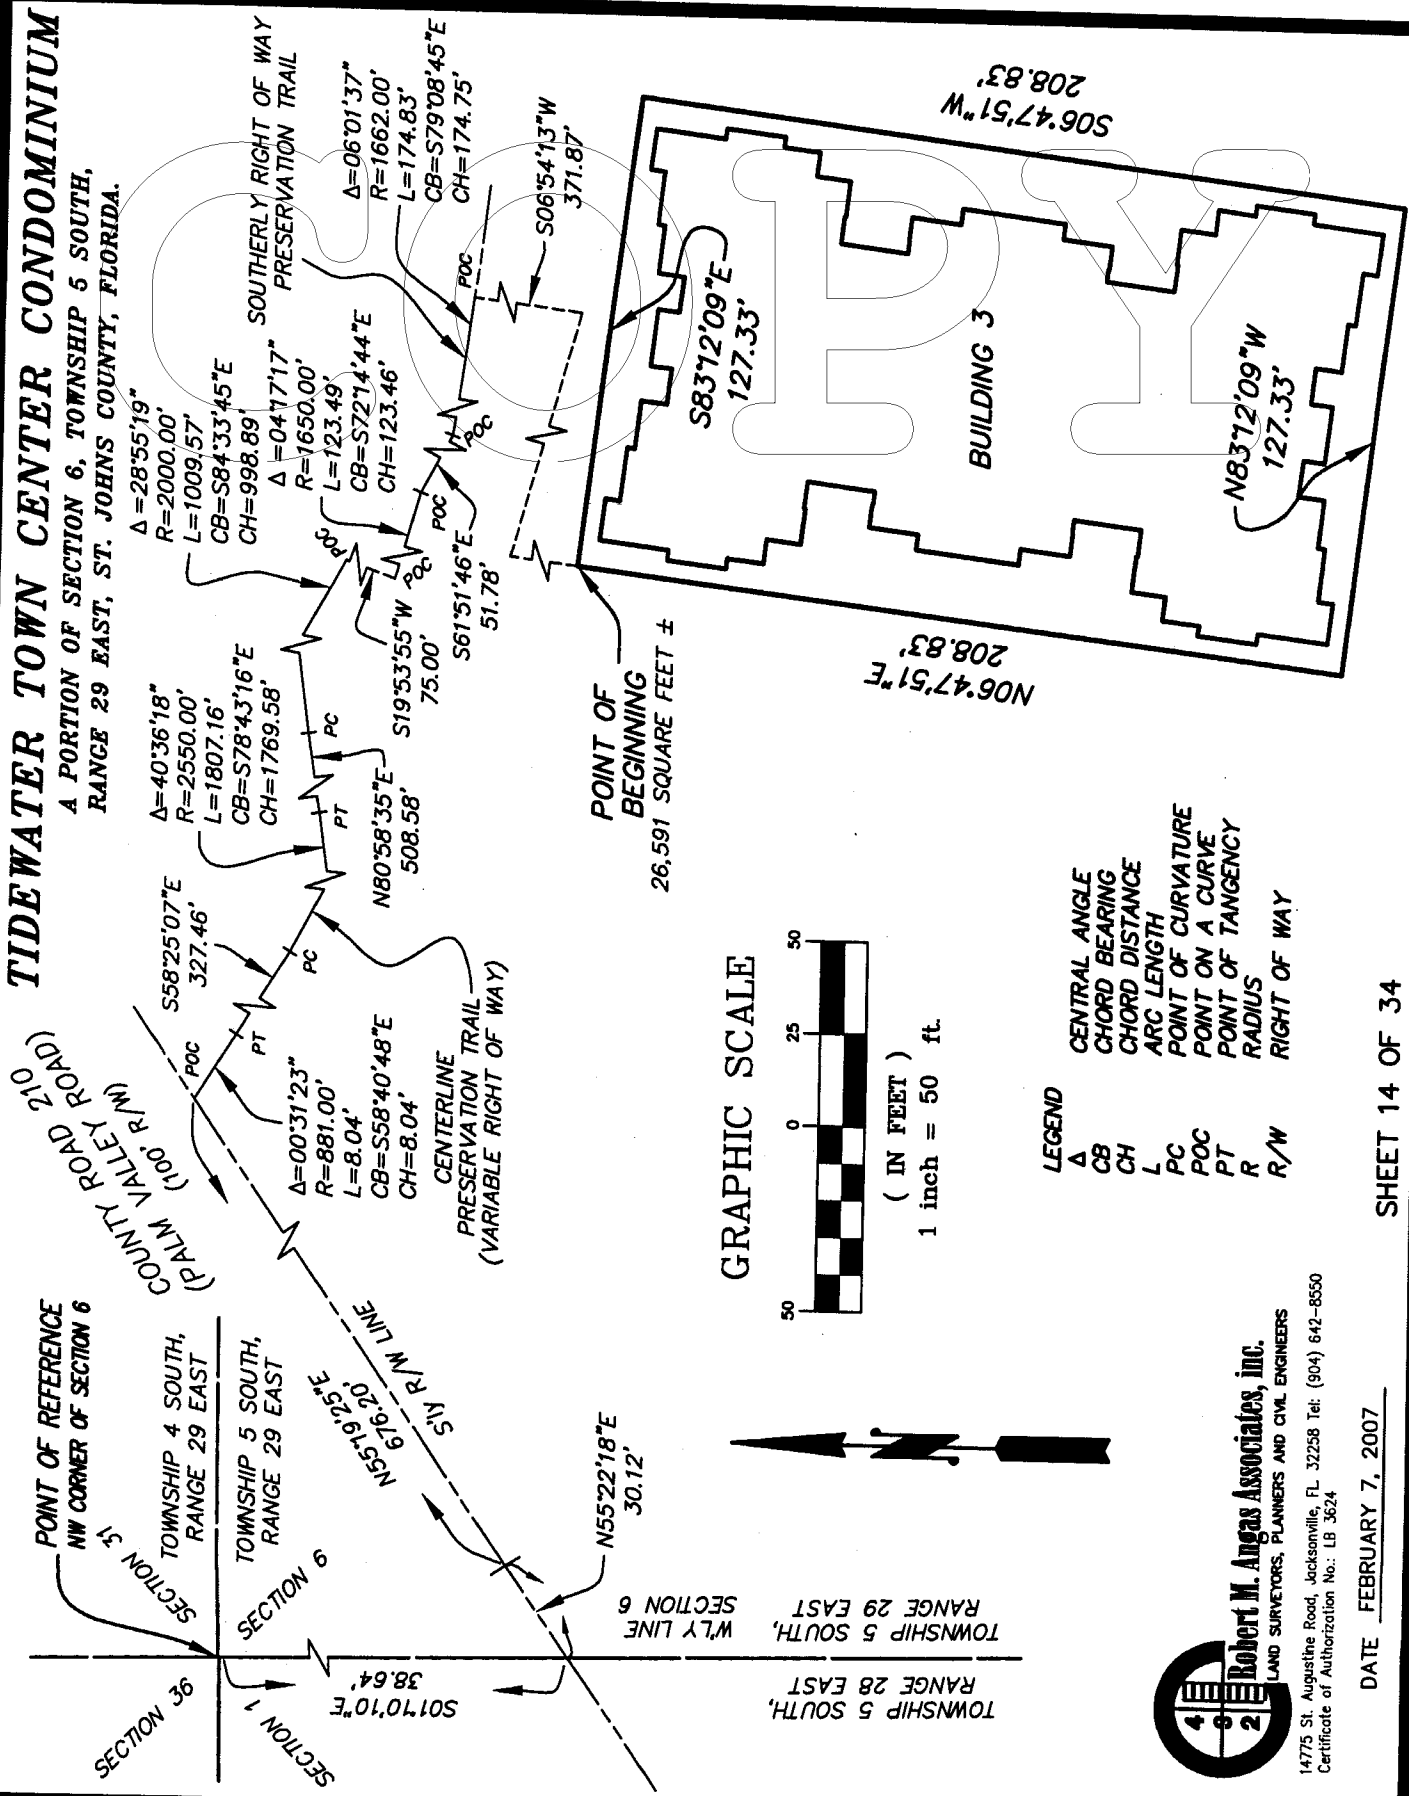 TIDEWATER TOWN CENTER CONDOMINIUM
A PORTION OF SECTION 6, TOWNSHIP 5 SOUTH,
RANGE 29 EAST, ST. JOHNS COUNTY, FLORIDA.
COPY
POINT OF REFERENCE
NW CORNER OF SECTION 6
SECTION 36
SECTION 31
SECTION 1
SECTION 6
TOWNSHIP 4 SOUTH,
RANGE 29 EAST
TOWNSHIP 5 SOUTH,
RANGE 29 EAST
COUNTY ROAD 210
(PALM VALLEY ROAD)
(100' R/W)
S01°10'10"E
38.64'
N55°22'18"E
30.12'
N55°19'25"E
676.20'
S'LY R/W LINE
W'LY LINE
SECTION 6
TOWNSHIP 5 SOUTH,
RANGE 29 EAST
TOWNSHIP 5 SOUTH,
RANGE 28 EAST
POC
PT
Δ=00°31'23"
R=881.00'
L=8.04'
CB=S58°40'48"E
CH=8.04'
S58°25'07"E
327.46'
PC
CENTERLINE
PRESERVATION TRAIL
(VARIABLE RIGHT OF WAY)
Δ=40°36'18"
R=2550.00'
L=1807.16'
CB=S78°43'16"E
CH=1769.58'
PT
N80°58'35"E
508.58'
PC
Δ=28°55'19"
R=2000.00'
L=1009.57'
CB=S84°33'45"E
CH=998.89'
POC
S19°53'55"W
75.00'
POC
Δ=04°17'17"
R=1650.00'
L=123.49'
CB=S72°14'44"E
CH=123.46'
POC
S61°51'46"E
51.78'
POC
SOUTHERLY RIGHT OF WAY
PRESERVATION TRAIL
Δ=06°01'37"
R=1662.00'
L=174.83'
CB=S79°08'45"E
CH=174.75'
POC
S06°54'13"W
371.87'
POINT OF
BEGINNING
26,591 SQUARE FEET ±
S83°12'09"E
127.33'
S06°47'51"W
208.83'
BUILDING 3
N83°12'09"W
127.33'
N06°47'51"E
208.83'
GRAPHIC SCALE
50 0 25 50
( IN FEET )
1 inch = 50 ft.
LEGEND
Δ CENTRAL ANGLE
CB CHORD BEARING
CH CHORD DISTANCE
L ARC LENGTH
PC POINT OF CURVATURE
POC POINT ON A CURVE
PT POINT OF TANGENCY
R RADIUS
R/W RIGHT OF WAY
Robert M. Angas Associates, inc.
LAND SURVEYORS, PLANNERS AND CIVIL ENGINEERS
14775 St. Augustine Road, Jacksonville, FL. 32258 Tel: (904) 642-8550
Certificate of Authorization No.: LB 3624
DATE FEBRUARY 7, 2007
SHEET 14 OF 34